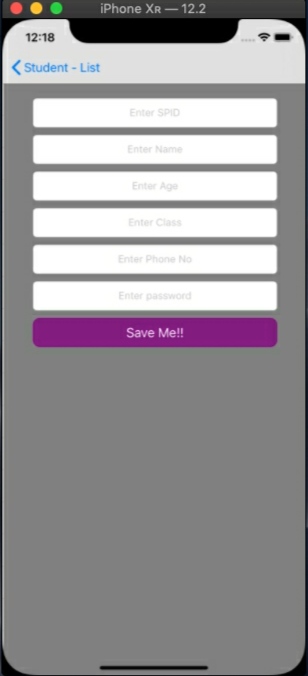 iPhone XR — 12.2
12:18
Student - List
Enter SPID
Enter Name
Enter Age
Enter Class
Enter Phone No
Enter password
Save Me!!